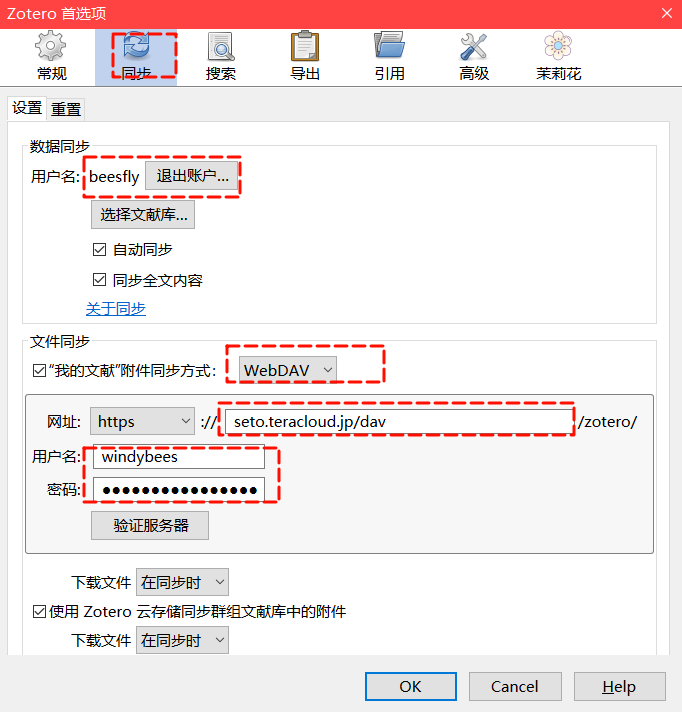 Zotero 首选项
常规 同步 搜索 导出 引用 高级 茉莉花
设置 重置
数据同步
用户名: beesfly 退出账户...
选择文献库...
自动同步
同步全文内容
关于同步
文件同步
“我的文献”附件同步方式: WebDAV
网址: https :// seto.teracloud.jp/dav /zotero/
用户名: windybees
密码: ●●●●●●●●●●●●●●●●
验证服务器
下载文件 在同步时
使用 Zotero 云存储同步群组文献库中的附件
下载文件 在同步时
OK Cancel Help